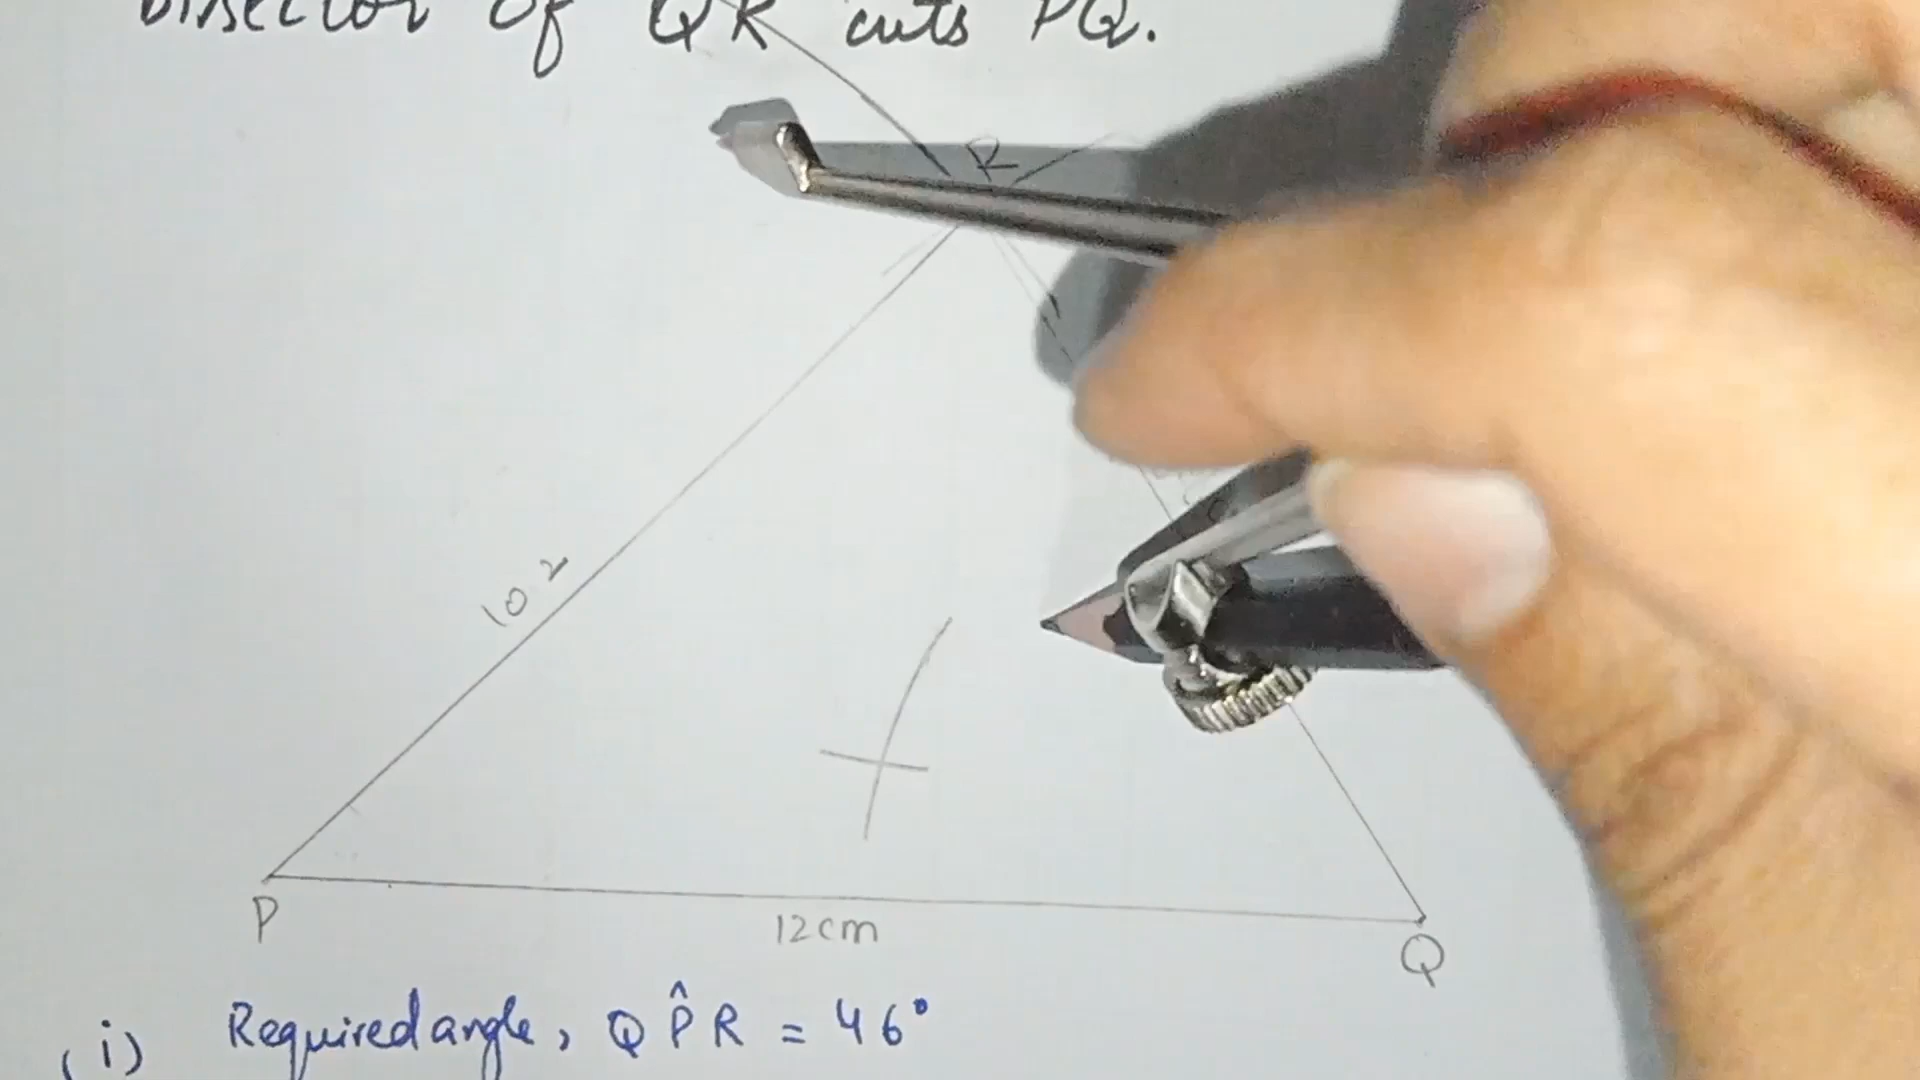 bisector of QR cuts PQ.
R
10.2
P
12cm
Q
(i) Required angle, QP̂R = 46°